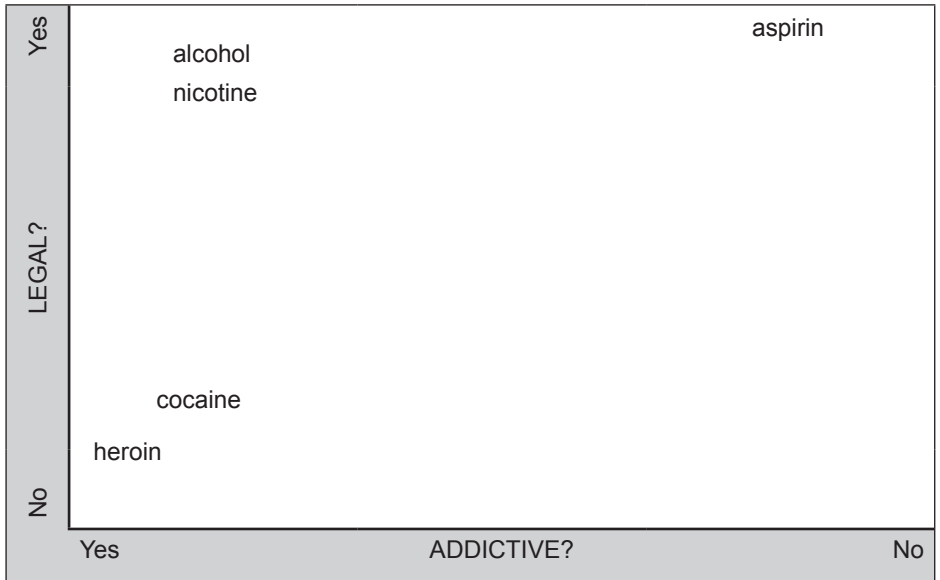 Yes
aspirin
alcohol
nicotine
LEGAL?
cocaine
heroin
No
Yes ADDICTIVE? No